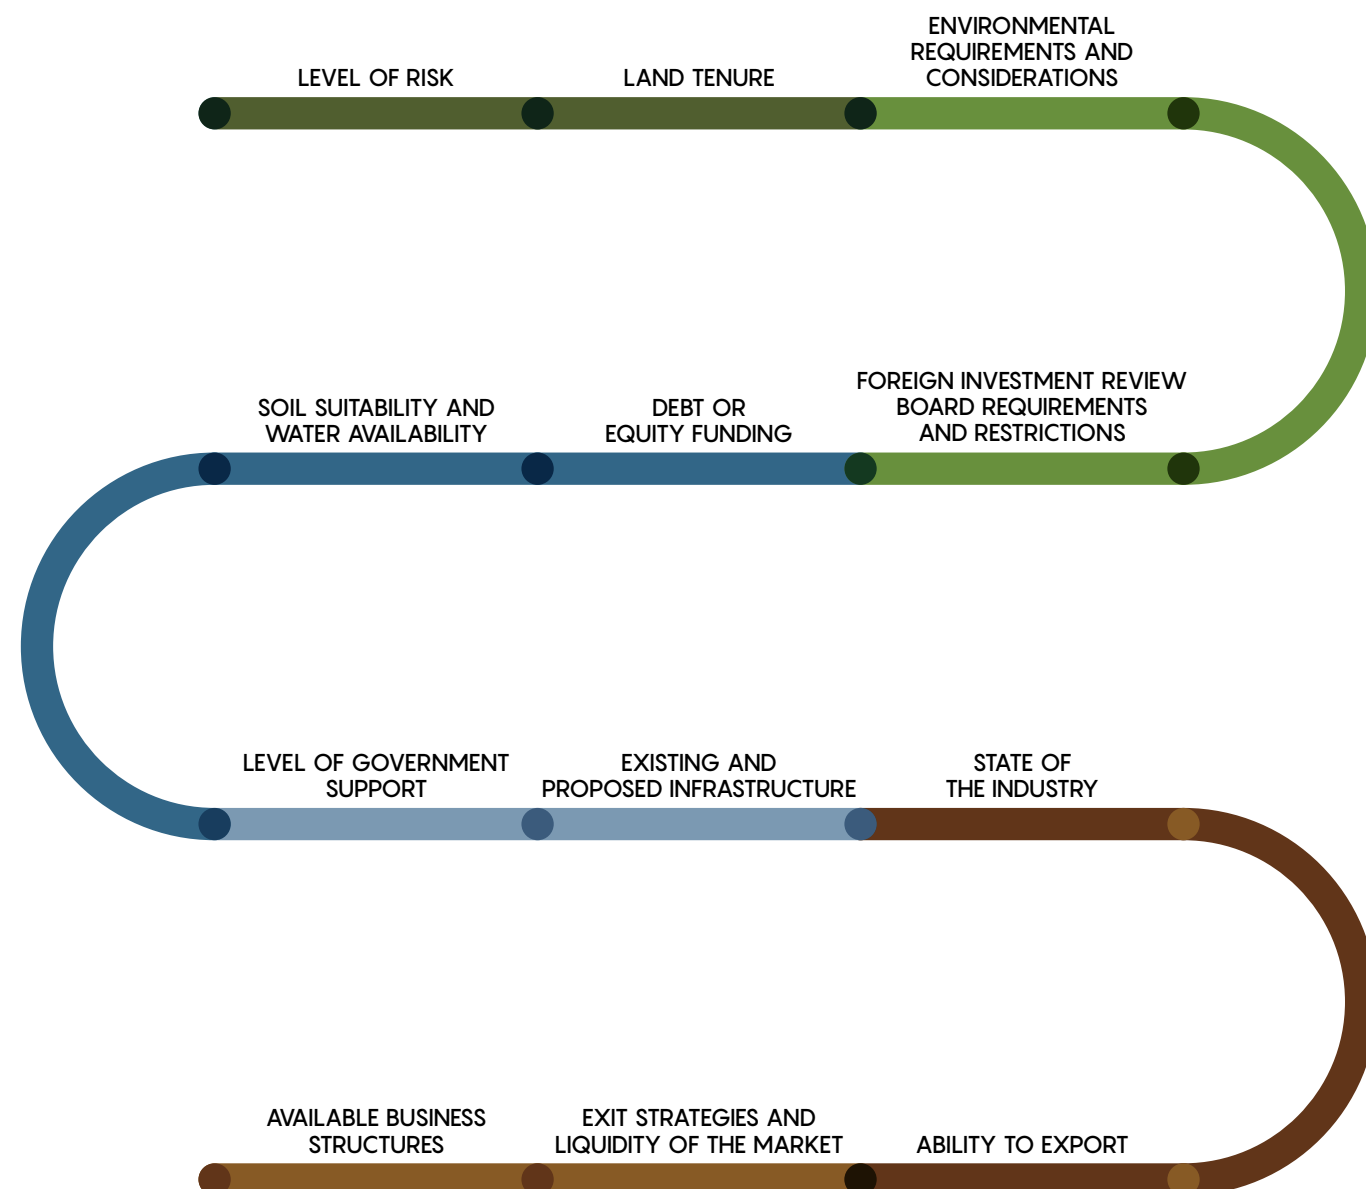 LEVEL OF RISK
LAND TENURE
ENVIRONMENTAL
REQUIREMENTS AND
CONSIDERATIONS
SOIL SUITABILITY AND
WATER AVAILABILITY
DEBT OR
EQUITY FUNDING
FOREIGN INVESTMENT REVIEW
BOARD REQUIREMENTS
AND RESTRICTIONS
LEVEL OF GOVERNMENT
SUPPORT
EXISTING AND
PROPOSED INFRASTRUCTURE
STATE OF
THE INDUSTRY
AVAILABLE BUSINESS
STRUCTURES
EXIT STRATEGIES AND
LIQUIDITY OF THE MARKET
ABILITY TO EXPORT